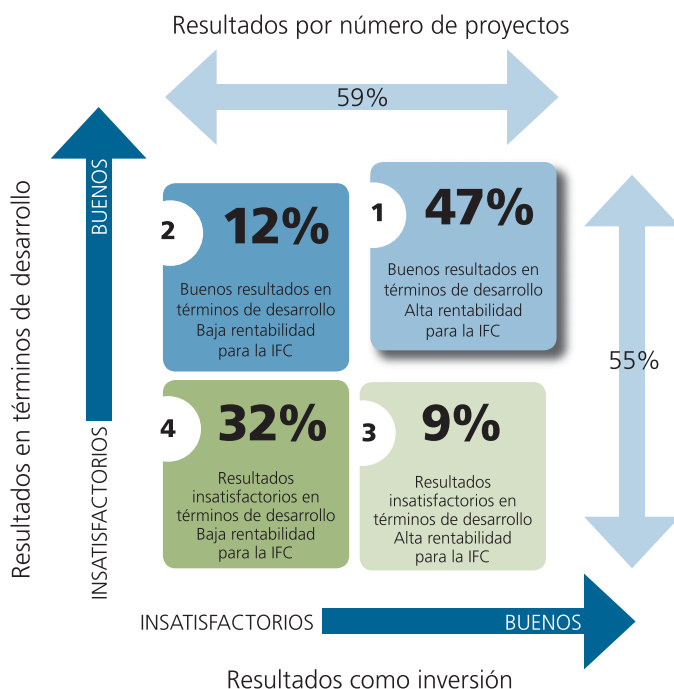 Resultados por número de proyectos
59%
Resultados en términos de desarrollo
BUENOS
INSATISFACTORIOS
2
12%
Buenos resultados en
términos de desarrollo
Baja rentabilidad
para la IFC
1
47%
Buenos resultados en
términos de desarrollo
Alta rentabilidad
para la IFC
55%
4
32%
Resultados
insatisfactorios en
términos de desarrollo
Baja rentabilidad
para la IFC
3
9%
Resultados
insatisfactorios en
términos de desarrollo
Alta rentabilidad
para la IFC
INSATISFACTORIOS
BUENOS
Resultados como inversión